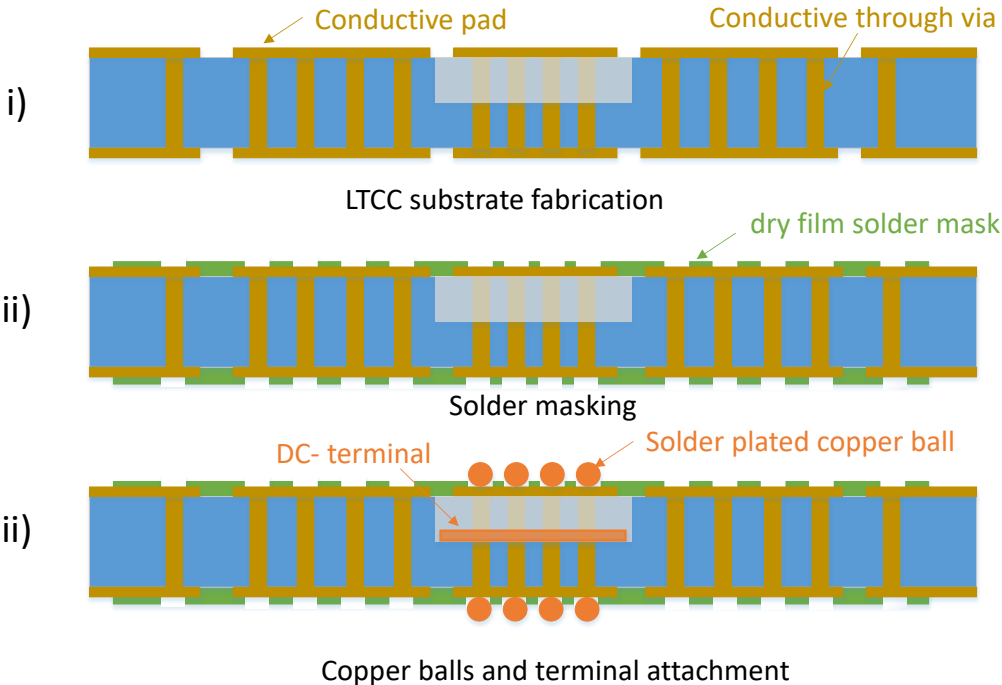 Conductive pad
Conductive through via
i)
LTCC substrate fabrication
dry film solder mask
ii)
Solder masking
DC- terminal
Solder plated copper ball
ii)
Copper balls and terminal attachment